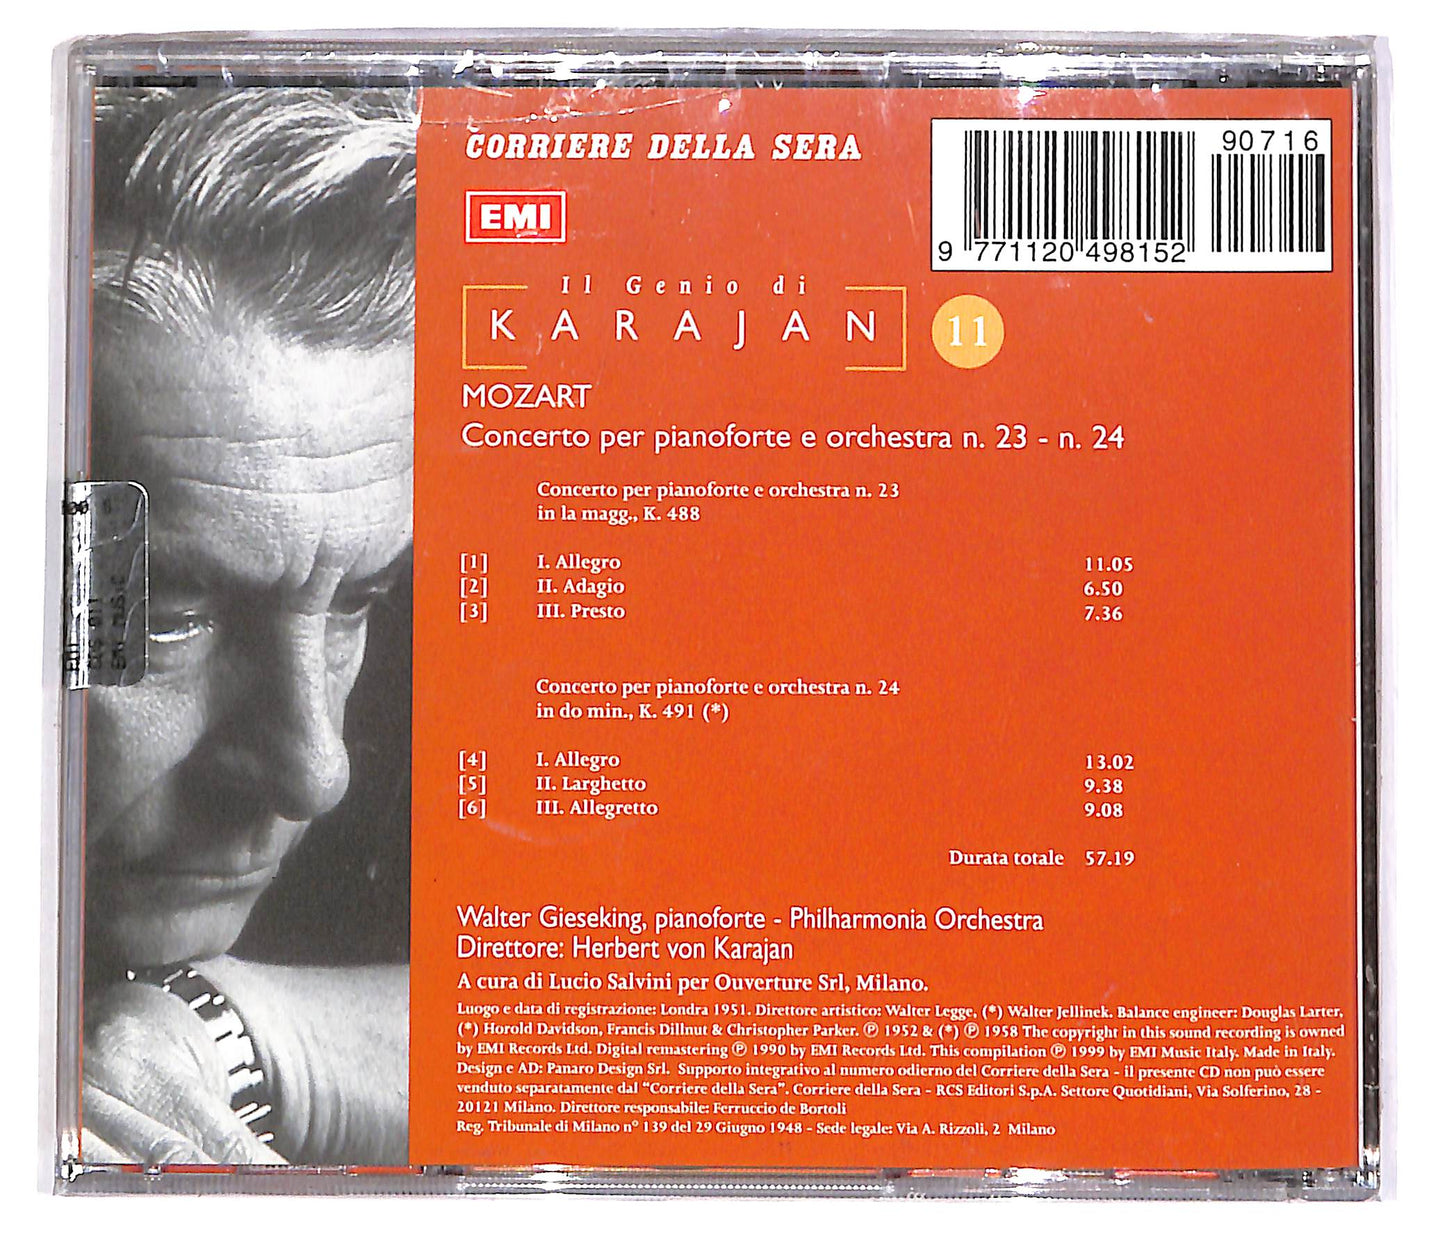 CORRIERE DELLA SERA
90716
EMI
9 771120 498152
Il Genio di
KARAJAN 11
MOZART
Concerto per pianoforte e orchestra n. 23 - n. 24
Concerto per pianoforte e orchestra n. 23
in la magg., K. 488
[1] I. Allegro 11.05
[2] II. Adagio 6.50
[3] III. Presto 7.36
Concerto per pianoforte e orchestra n. 24
in do min., K. 491 (*)
[4] I. Allegro 13.02
[5] II. Larghetto 9.38
[6] III. Allegretto 9.08
Durata totale 57.19
Walter Gieseking, pianoforte - Philharmonia Orchestra
Direttore: Herbert von Karajan
A cura di Lucio Salvini per Ouverture Srl, Milano.
Luogo e data di registrazione: Londra 1951. Direttore artistico: Walter Legge, (*) Walter Jellinek. Balance engineer: Douglas Larter,
(*) Horold Davidson, Francis Dillnut & Christopher Parker. ℗ 1952 & (*) ℗ 1958 The copyright in this sound recording is owned
by EMI Records Ltd. Digital remastering ℗ 1990 by EMI Records Ltd. This compilation ℗ 1999 by EMI Music Italy. Made in Italy.
Design e AD: Panaro Design Srl. Supporto integrativo al numero odierno del Corriere della Sera - il presente CD non può essere
venduto separatamente dal "Corriere della Sera". Corriere della Sera - RCS Editori S.p.A. Settore Quotidiani, Via Solferino, 28 -
20121 Milano. Direttore responsabile: Ferruccio de Bortoli
Reg. Tribunale di Milano n° 139 del 29 Giugno 1948 - Sede legale: Via A. Rizzoli, 2 Milano